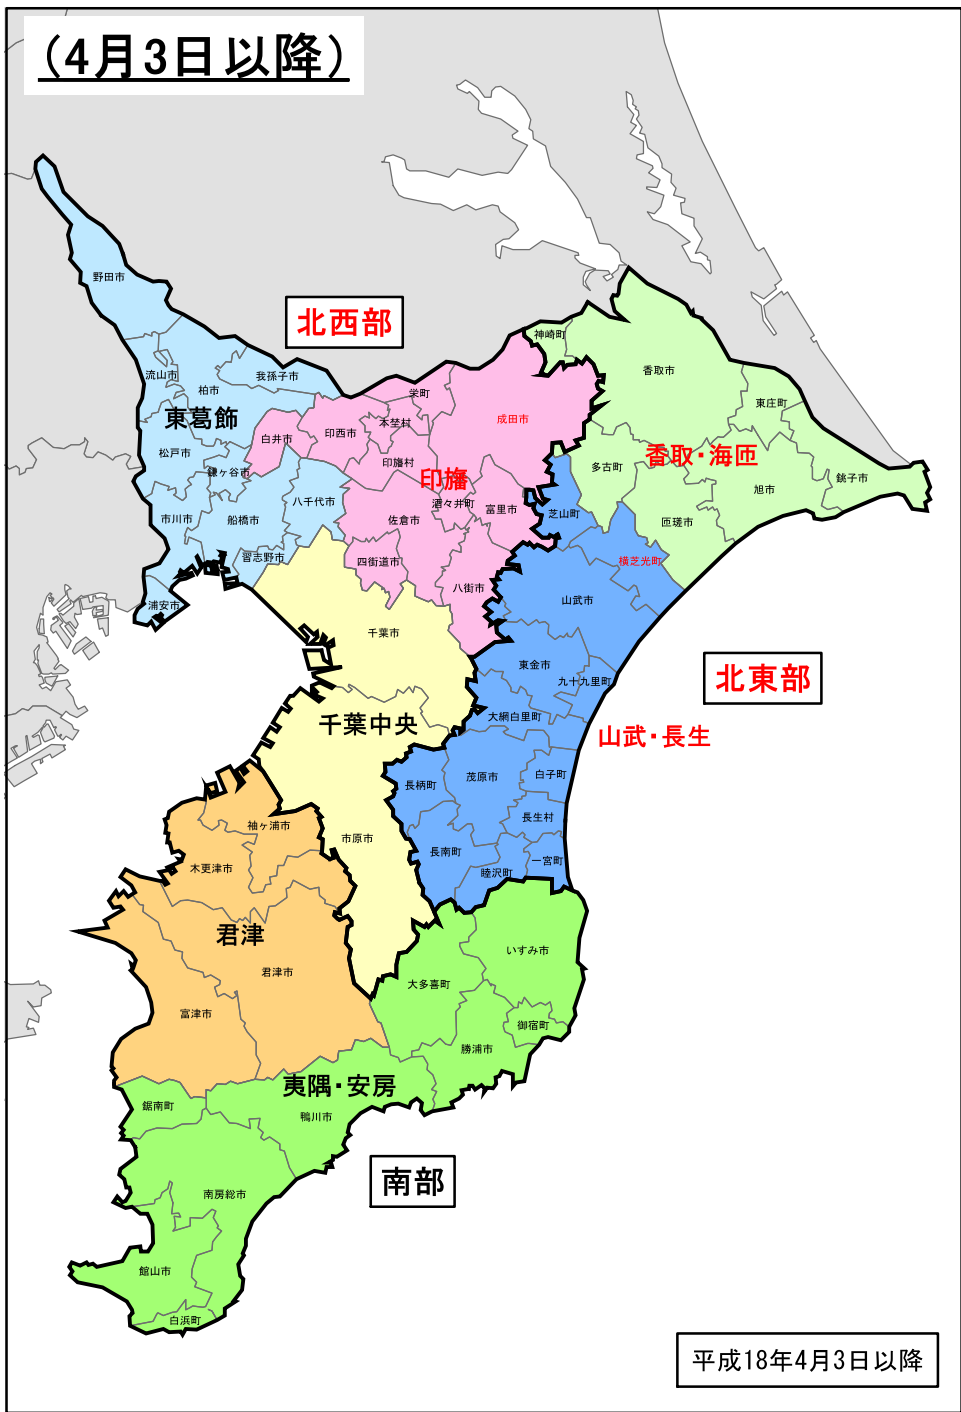 (4月3日以降)
野田市
北西部
神崎町
香取市
流山市
柏市
我孫子市
栄町
東庄町
東葛飾
白井市
印西市
本埜村
成田市
松戸市
鎌ヶ谷市
印旛村
印旛
多古町
香取・海匝
旭市
銚子市
市川市
船橋市
八千代市
佐倉市
酒々井町
富里市
芝山町
匝瑳市
習志野市
四街道市
八街市
横芝光町
浦安市
千葉市
山武市
東金市
九十九里町
北東部
千葉中央
大網白里町
山武・長生
長柄町
茂原市
白子町
袖ヶ浦市
市原市
長生村
木更津市
長南町
睦沢町
一宮町
君津
君津市
大多喜町
いすみ市
富津市
御宿町
勝浦市
夷隅・安房
鋸南町
鴨川市
南部
南房総市
館山市
白浜町
平成18年4月3日以降